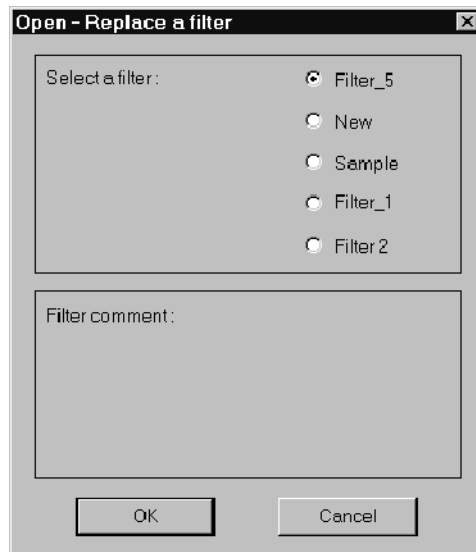 Open - Replace a filter
Select a filter :
Filter_5
New
Sample
Filter_1
Filter 2
Filter comment :
OK
Cancel